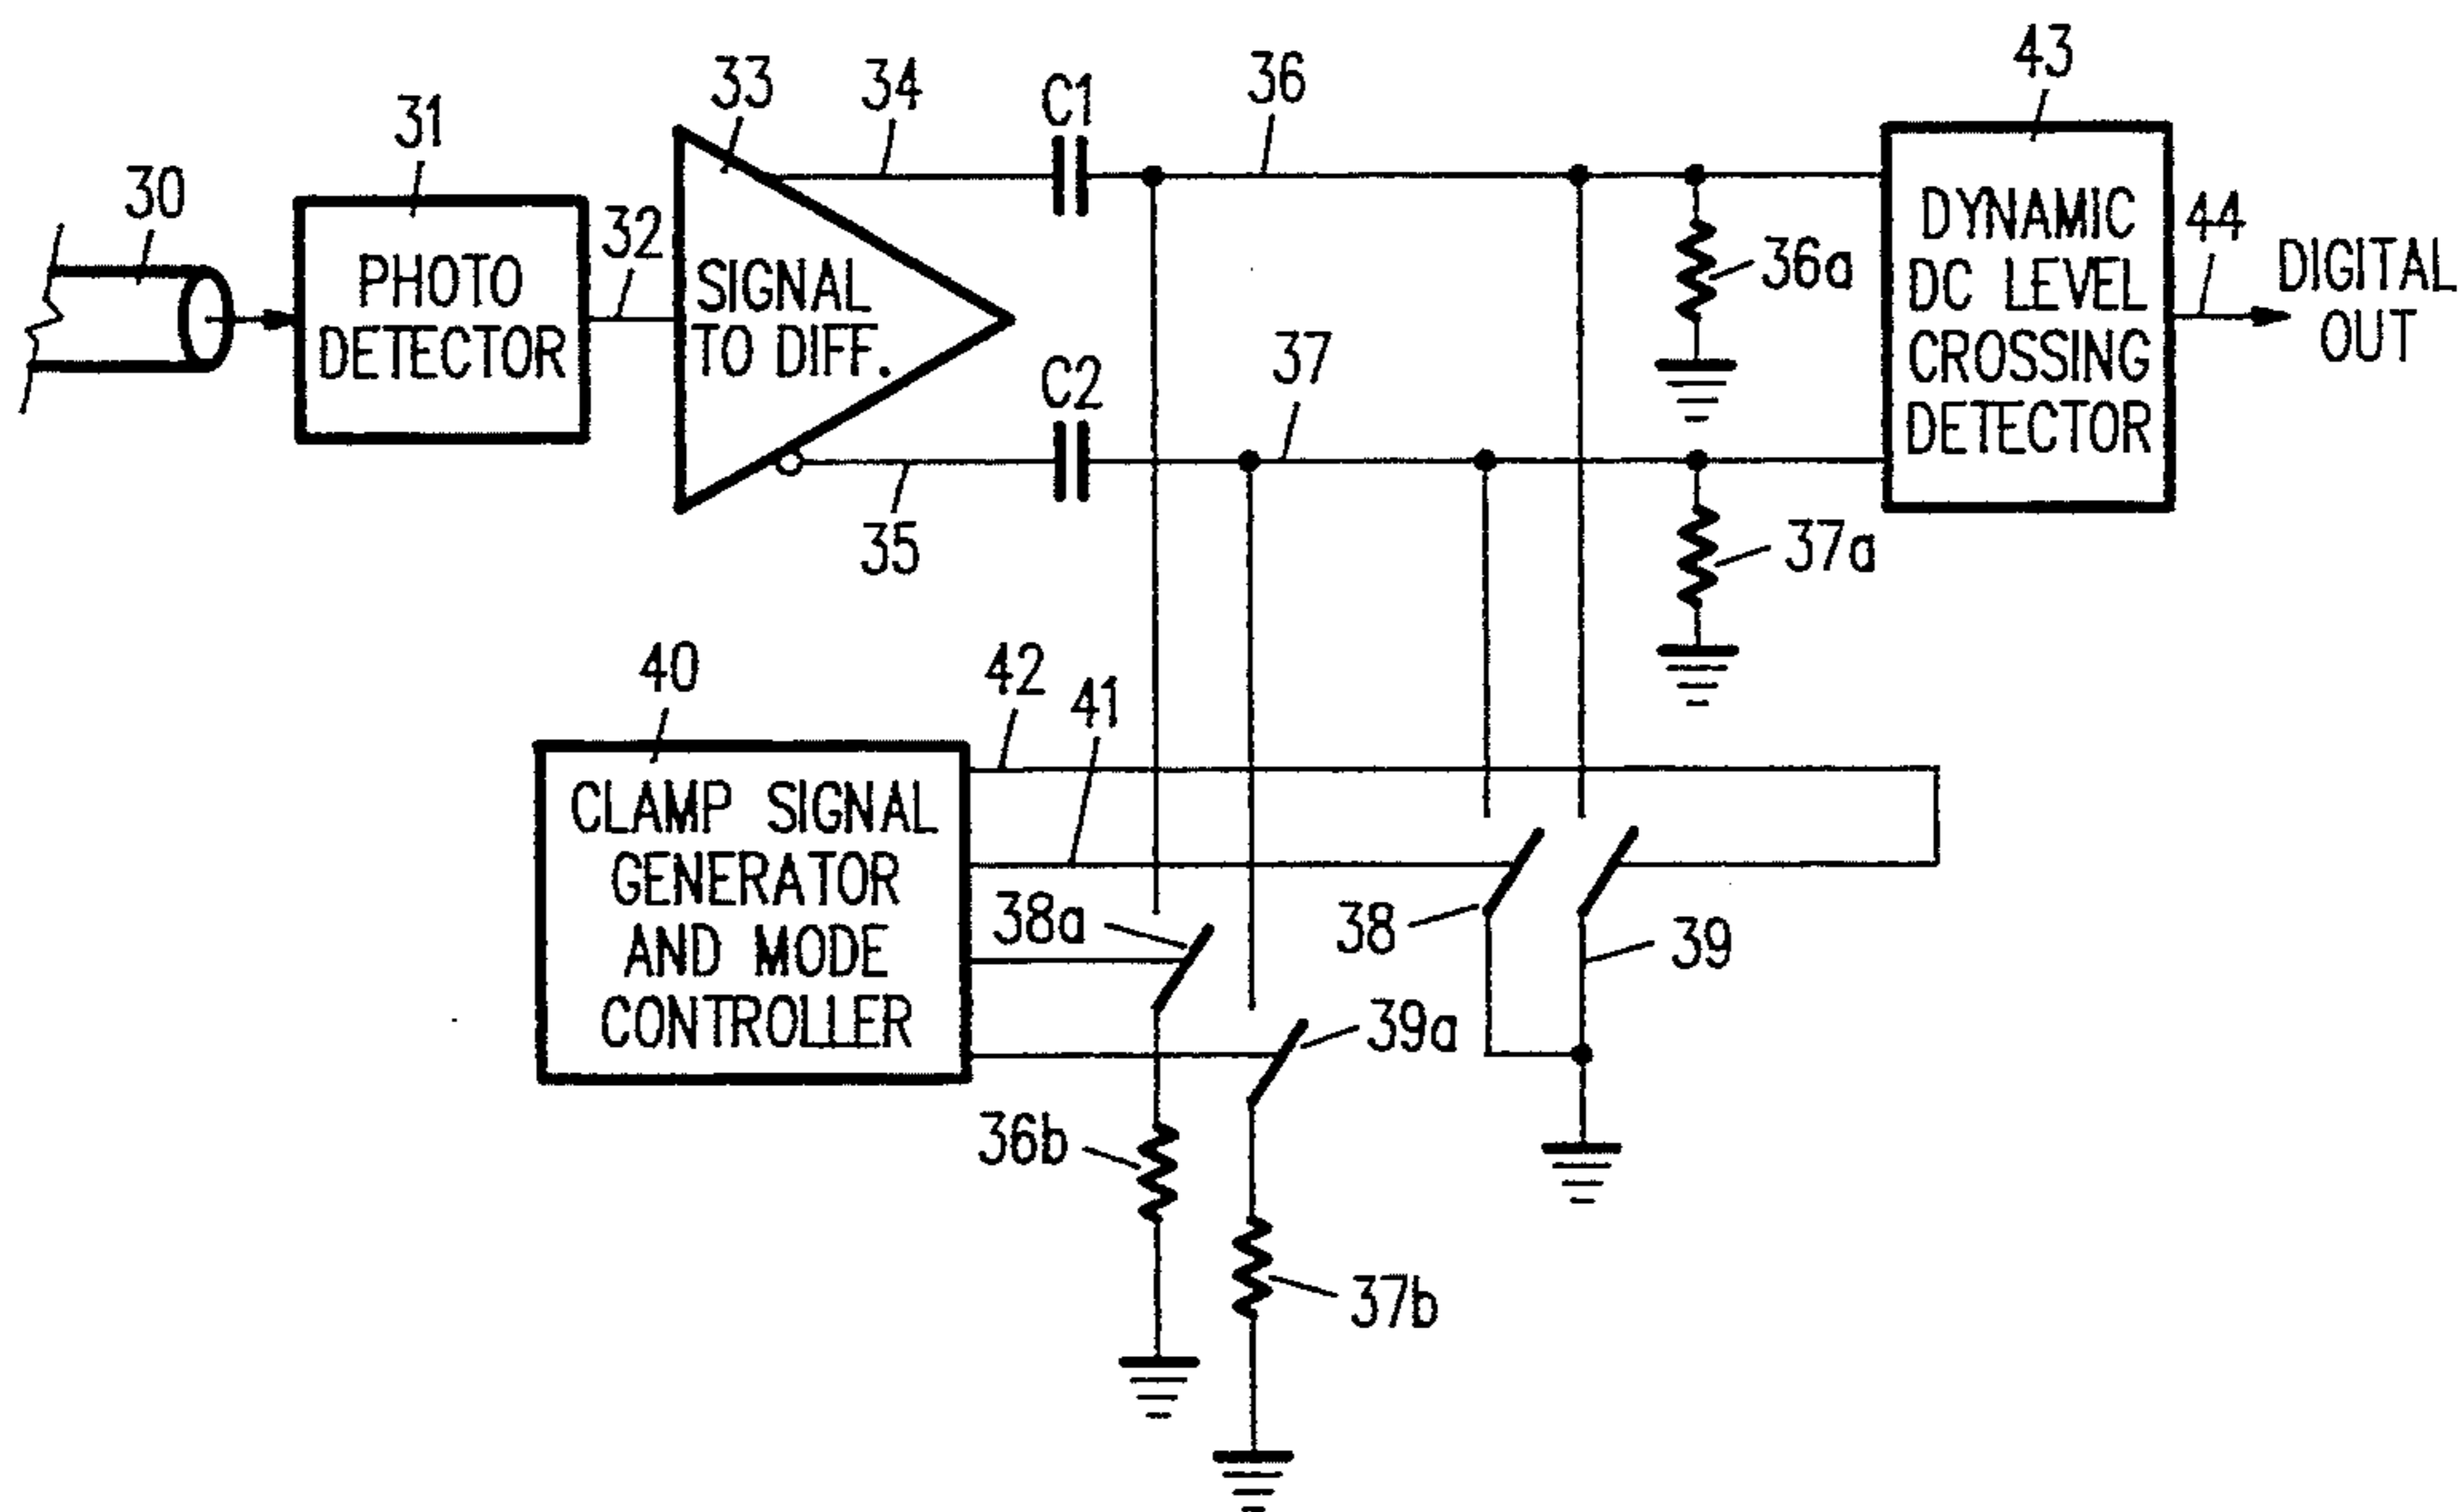 33
34
C1
36
43
31
30
32
PHOTO
DETECTOR
SIGNAL
TO DIFF.
36a
DYNAMIC
DC LEVEL
CROSSING
DETECTOR
44
DIGITAL
OUT
C2
37
35
37a
40
42
41
CLAMP SIGNAL
GENERATOR
AND MODE
CONTROLLER
38a
38
39
39a
36b
37b